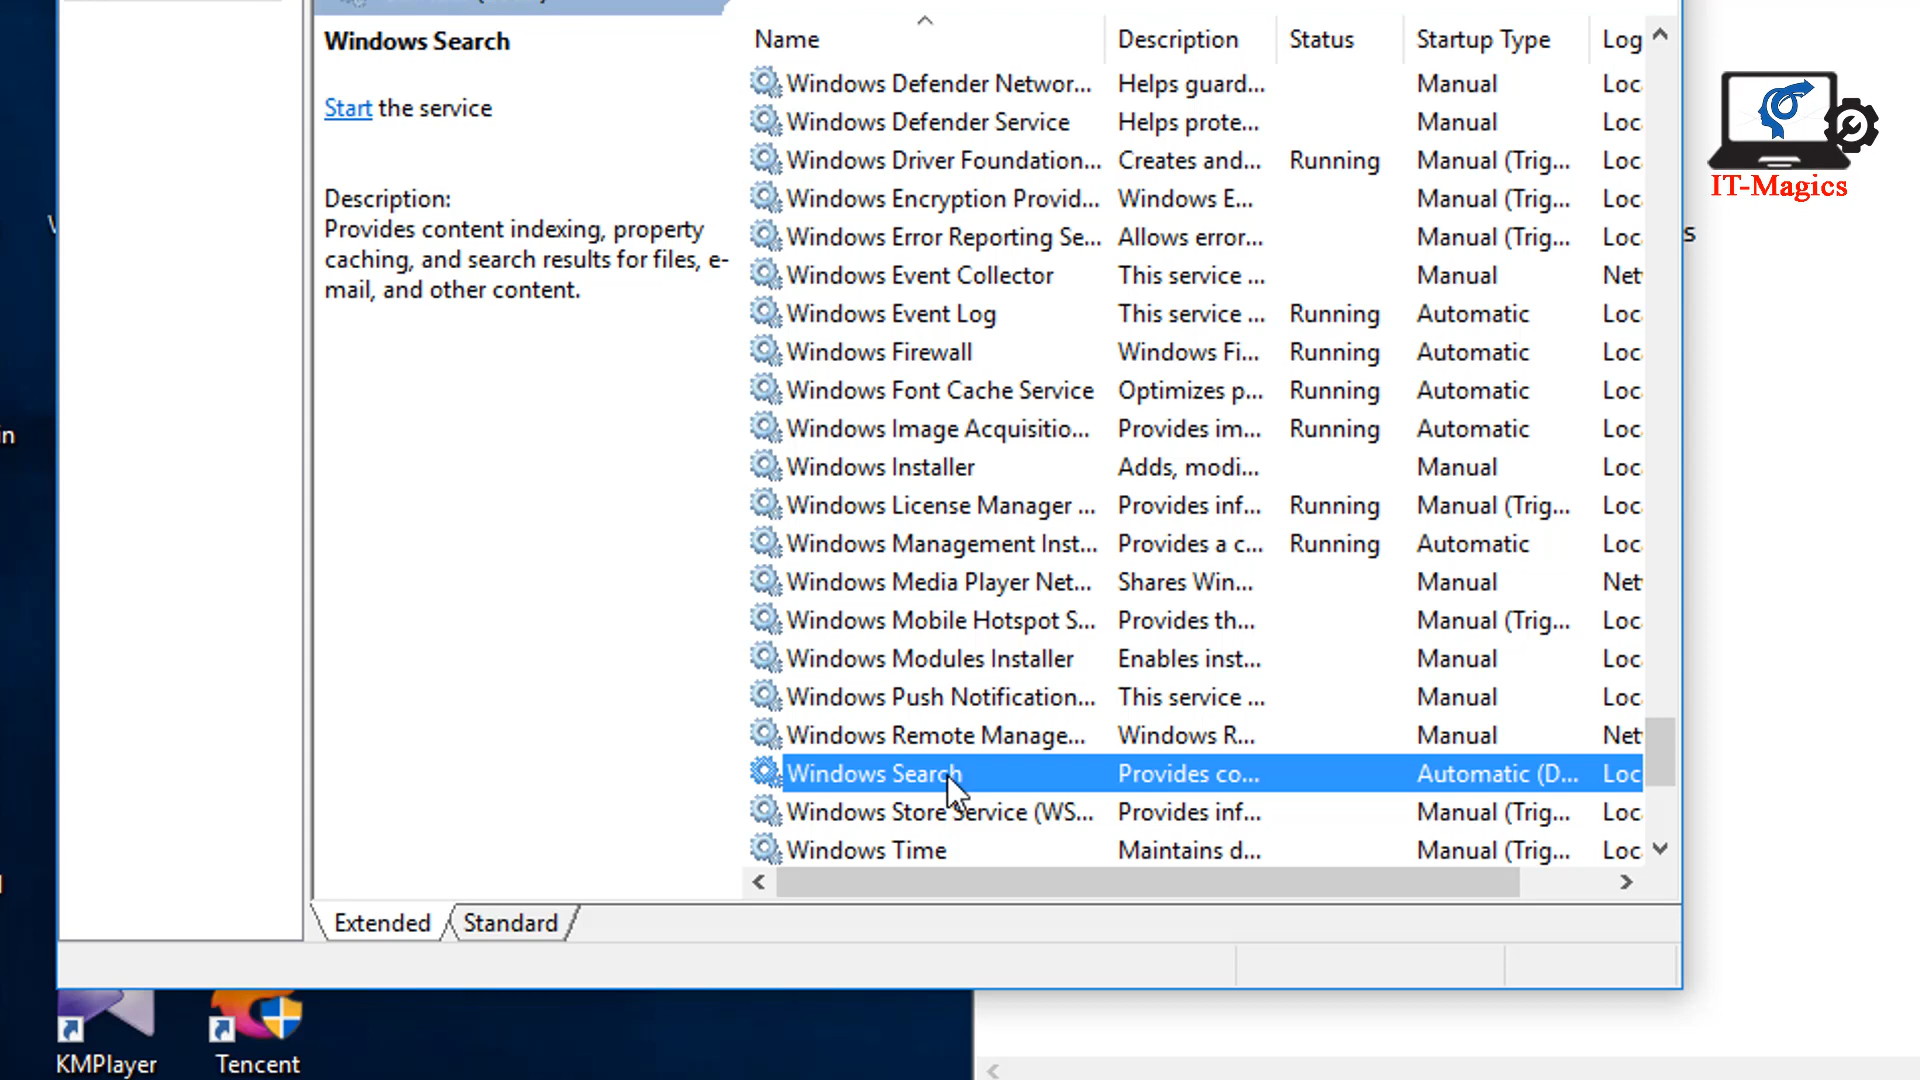 Windows Search
Start the service
Description:
Provides content indexing, property
caching, and search results for files, e-
mail, and other content.
Name Description Status Startup Type Log
Windows Defender Networ... Helps guard... Manual Loc
Windows Defender Service Helps prote... Manual Loc
Windows Driver Foundation... Creates and... Running Manual (Trig... Loc
Windows Encryption Provid... Windows E... Manual (Trig... Loc
Windows Error Reporting Se... Allows error... Manual (Trig... Loc
Windows Event Collector This service ... Manual Net
Windows Event Log This service ... Running Automatic Loc
Windows Firewall Windows Fi... Running Automatic Loc
Windows Font Cache Service Optimizes p... Running Automatic Loc
Windows Image Acquisitio... Provides im... Running Automatic Loc
Windows Installer Adds, modi... Manual Loc
Windows License Manager ... Provides inf... Running Manual (Trig... Loc
Windows Management Inst... Provides a c... Running Automatic Loc
Windows Media Player Net... Shares Win... Manual Net
Windows Mobile Hotspot S... Provides th... Manual (Trig... Loc
Windows Modules Installer Enables inst... Manual Loc
Windows Push Notification... This service ... Manual Loc
Windows Remote Manage... Windows R... Manual Net
Windows Search Provides co... Automatic (D... Loc
Windows Store Service (WS... Provides inf... Manual (Trig... Loc
Windows Time Maintains d... Manual (Trig... Loc
Extended Standard
IT-Magics
s
in
KMPlayer
Tencent